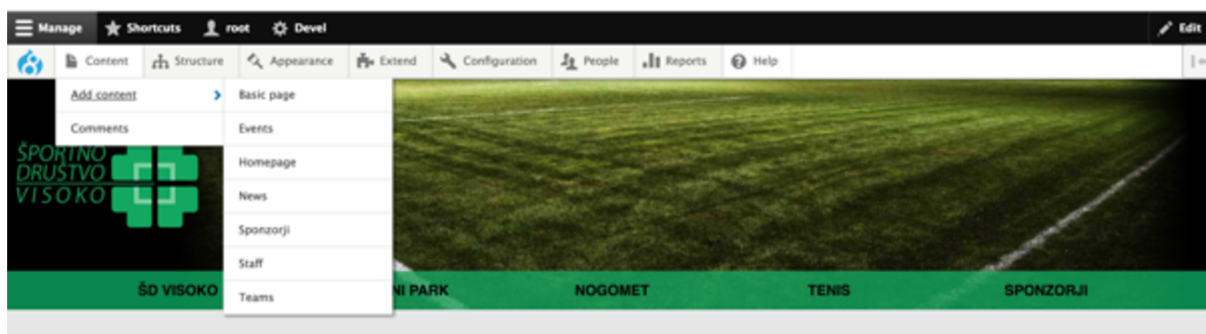 Manage Shortcuts root Devel Edit
Content Structure Appearance Extend Configuration People Reports Help
Add content Basic page
Comments Events
Homepage
News
Sponzorji
Staff
Teams
ŠPORTNO
DRUŠTVO
VISOKO
ŠD VISOKO NI PARK NOGOMET TENIS SPONZORJI